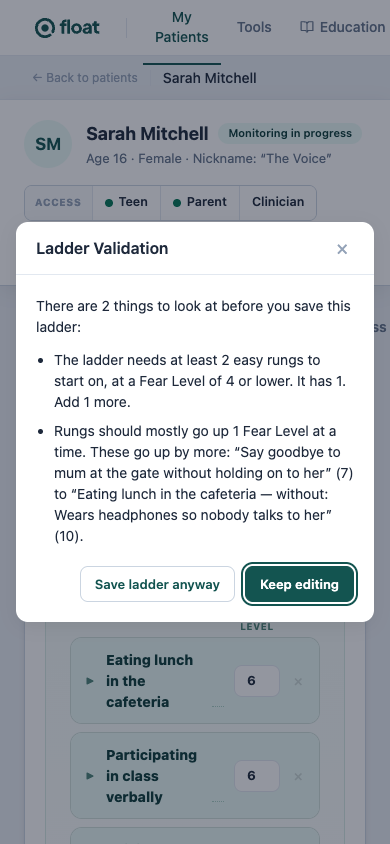 float
My Patients
Tools
Education
← Back to patients
Sarah Mitchell
SM
Sarah Mitchell
Monitoring in progress
Age 16 · Female · Nickname: “The Voice”
ACCESS
Teen
Parent
Clinician
Ladder Validation
×
There are 2 things to look at before you save this
ladder:
• The ladder needs at least 2 easy rungs to
start on, at a Fear Level of 4 or lower. It has 1.
Add 1 more.
• Rungs should mostly go up 1 Fear Level at a
time. These go up by more: “Say goodbye to
mum at the gate without holding on to her” (7)
to “Eating lunch in the cafeteria — without:
Wears headphones so nobody talks to her”
(10).
Save ladder anyway
Keep editing
LEVEL
Eating lunch
in the
cafeteria
6
×
Participating
in class
verbally
6
×